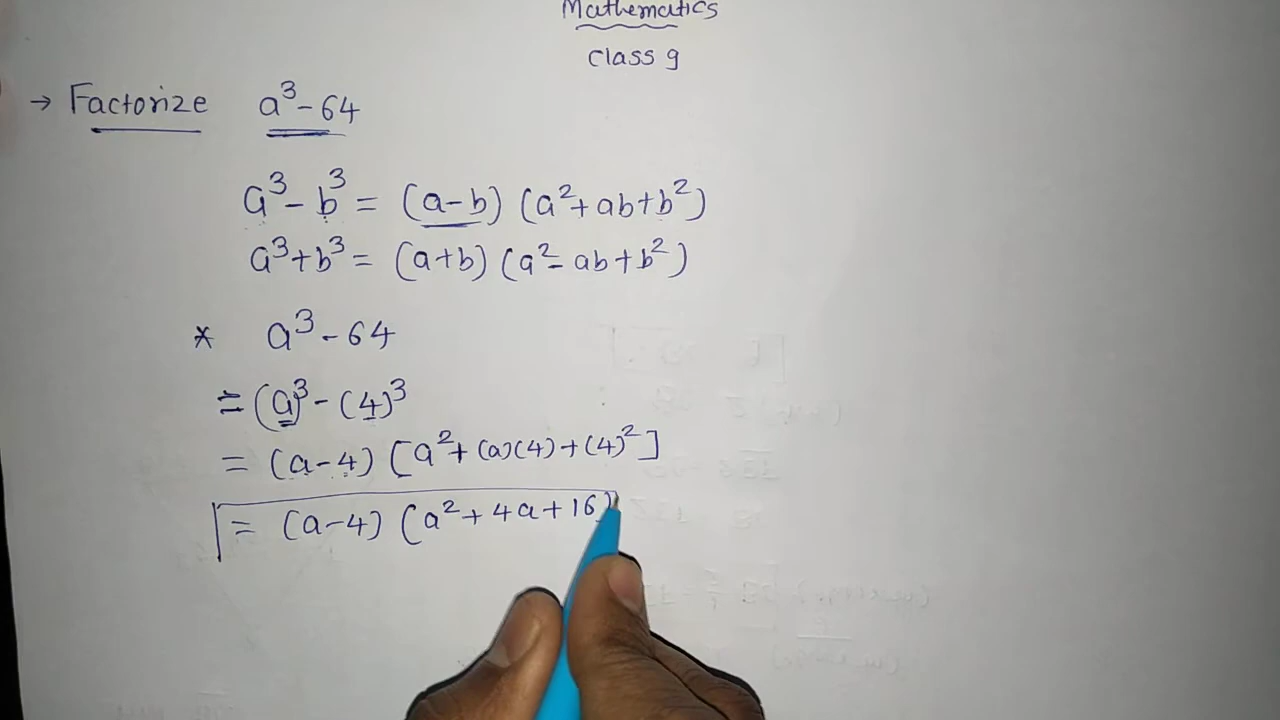 Mathematics
Class 9
→ Factorize a³-64
a³-b³ = (a-b) (a²+ab+b²)
a³+b³ = (a+b) (a²-ab+b²)
* a³-64
= (a)³-(4)³
= (a-4) [a²+(a)(4)+(4)²]
= (a-4) (a²+4a+16)